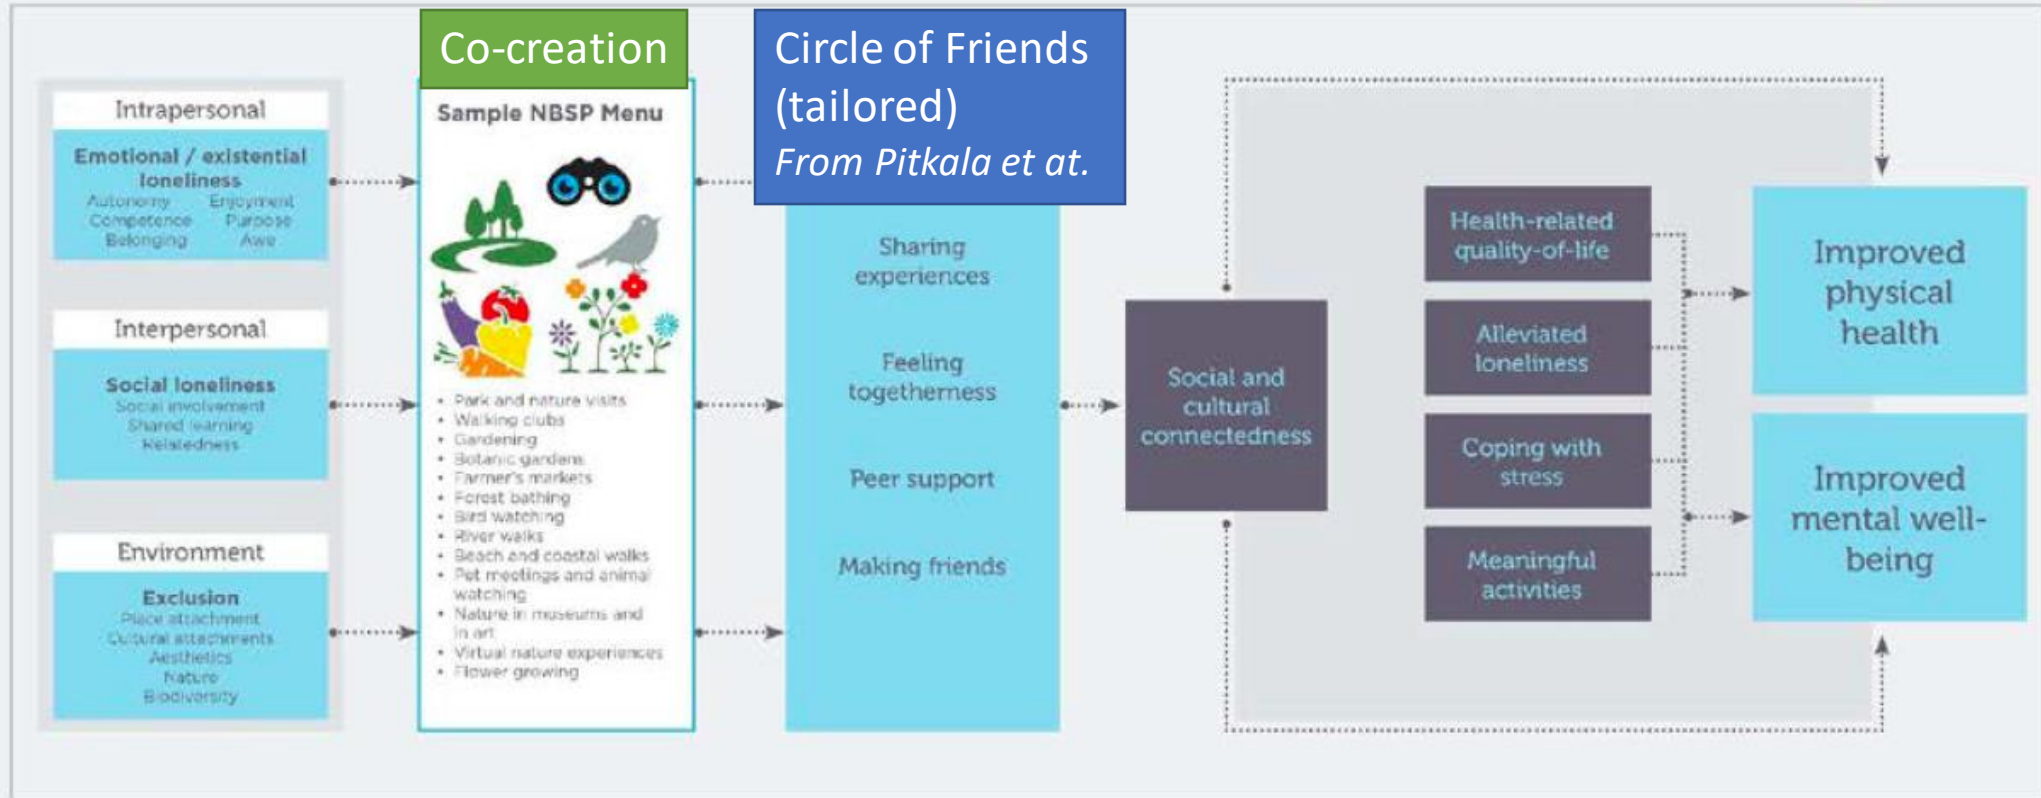 Co-creation
Circle of Friends
(tailored)
From Pitkala et at.
Intrapersonal
Emotional / existential
loneliness
Autonomy Enjoyment
Competence Purpose
Belonging Awe
Interpersonal
Social loneliness
Social involvement
Shared learning
Relatedness
Environment
Exclusion
Place attachment
Cultural attachments
Aesthetics
Nature
Biodiversity
Sample NBSP Menu
• Park and nature visits
• Walking clubs
• Gardening
• Botanic gardens
• Farmer's markets
• Forest bathing
• Bird watching
• River walks
• Beach and coastal walks
• Pet meetings and animal
watching
• Nature in museums and
in art
• Virtual nature experiences
• Flower growing
Sharing
experiences
Feeling
togetherness
Peer support
Making friends
Social and
cultural
connectedness
Health-related
quality-of-life
Alleviated
loneliness
Coping with
stress
Meaningful
activities
Improved
physical
health
Improved
mental well-
being